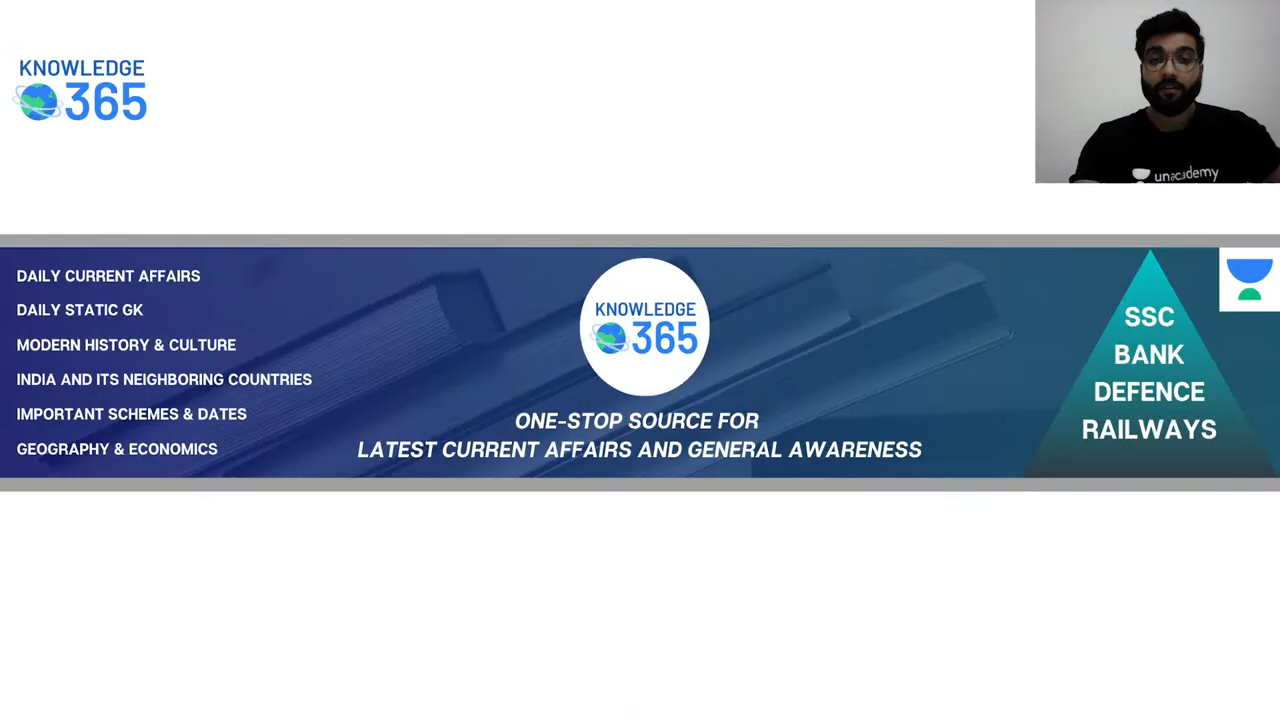 KNOWLEDGE
365
unacademy
DAILY CURRENT AFFAIRS
DAILY STATIC GK
MODERN HISTORY & CULTURE
INDIA AND ITS NEIGHBORING COUNTRIES
IMPORTANT SCHEMES & DATES
GEOGRAPHY & ECONOMICS
KNOWLEDGE
365
ONE-STOP SOURCE FOR
LATEST CURRENT AFFAIRS AND GENERAL AWARENESS
SSC
BANK
DEFENCE
RAILWAYS